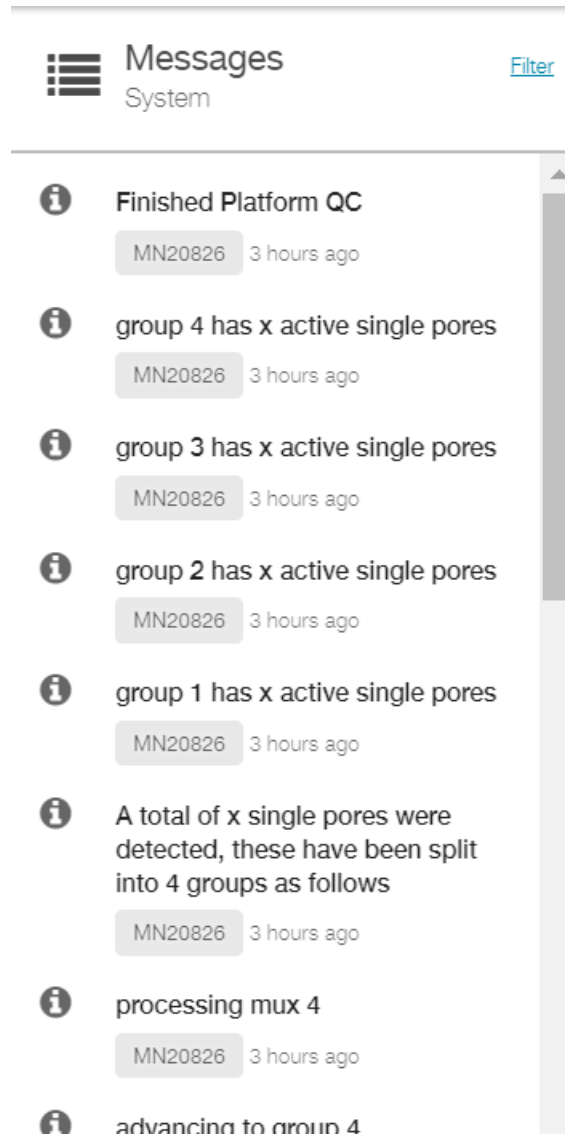 Messages
Filter
System
Finished Platform QC
MN20826 3 hours ago
group 4 has x active single pores
MN20826 3 hours ago
group 3 has x active single pores
MN20826 3 hours ago
group 2 has x active single pores
MN20826 3 hours ago
group 1 has x active single pores
MN20826 3 hours ago
A total of x single pores were
detected, these have been split
into 4 groups as follows
MN20826 3 hours ago
processing mux 4
MN20826 3 hours ago
advancing to group 4